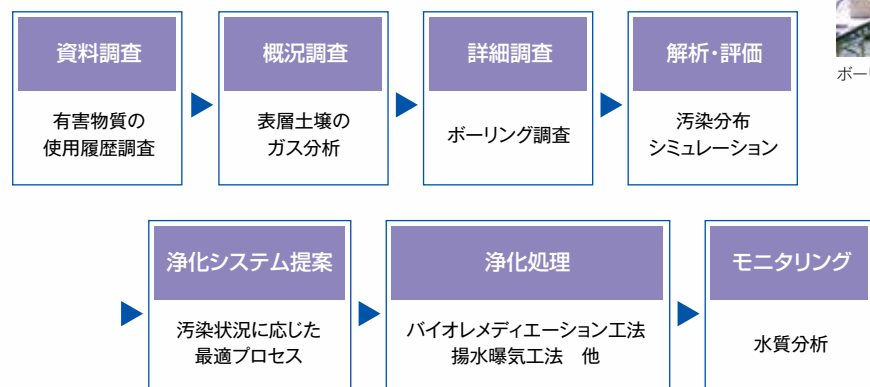 資料調査
有害物質の
使用履歴調査
概況調査
表層土壌の
ガス分析
詳細調査
ボーリング調査
解析・評価
汚染分布
シミュレーション
ボー
浄化システム提案
汚染状況に応じた
最適プロセス
浄化処理
バイオレメディエーション工法
揚水曝気工法　他
モニタリング
水質分析